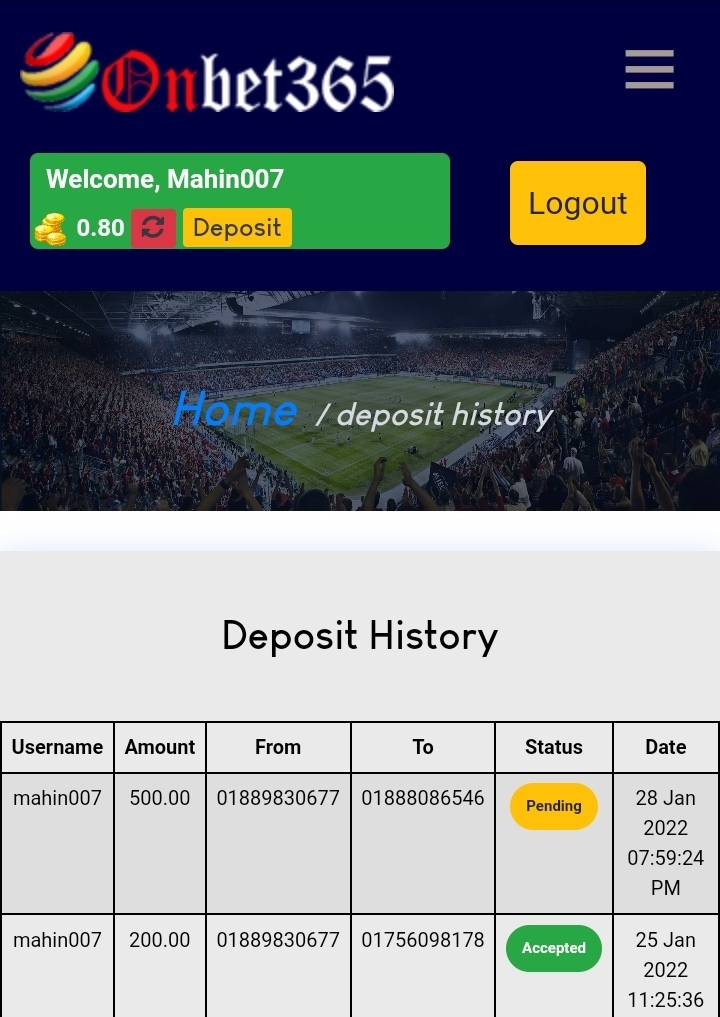 Onbet365
Welcome, Mahin007
0.80 Deposit
Logout
Home / deposit history
Deposit History
Username Amount From To Status Date
mahin007 500.00 01889830677 01888086546 Pending 28 Jan
2022
07:59:24
PM
mahin007 200.00 01889830677 01756098178 Accepted 25 Jan
2022
11:25:36